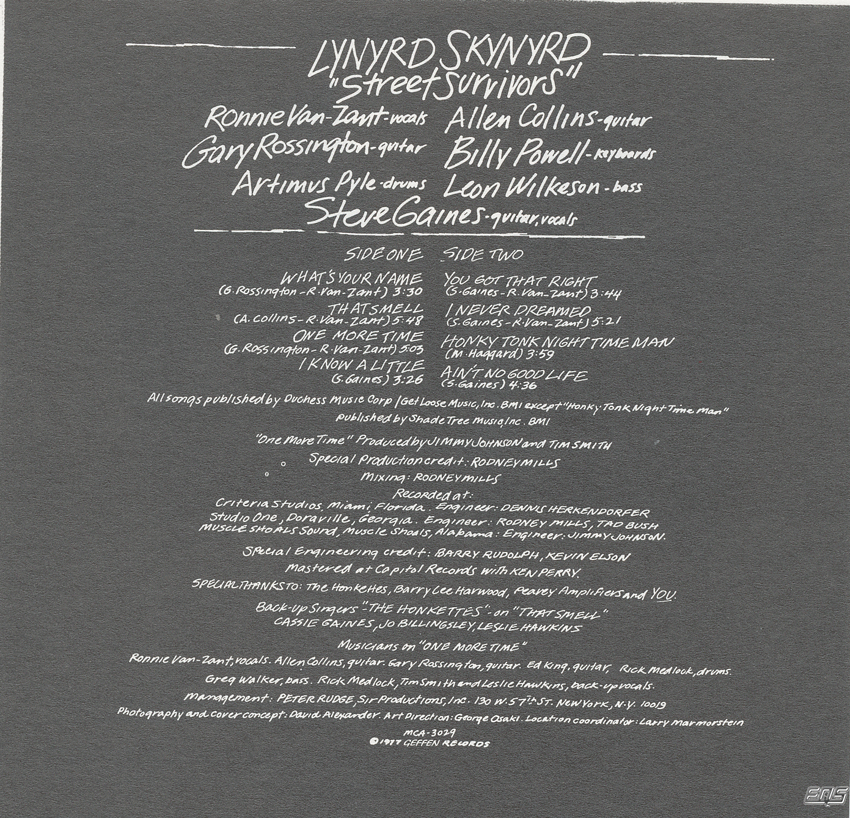 LYNYRD SKYNYRD
"Street Survivors"
Ronnie Van-Zant-vocals Allen Collins-guitar
Gary Rossington-guitar Billy Powell-keyboards
Artimus Pyle-drums Leon Wilkeson-bass
Steve Gaines-guitar, vocals
SIDE ONE SIDE TWO
WHAT'S YOUR NAME YOU GOT THAT RIGHT
(G. Rossington-R. Van-Zant) 3:30 (S. Gaines-R. Van-Zant) 3:44
THAT SMELL I NEVER DREAMED
(A. Collins-R. Van-Zant) 5:48 (S. Gaines-R. Van-Zant) 5:21
ONE MORE TIME HONKY TONK NIGHT TIME MAN
(G. Rossington-R. Van-Zant) 5:03 (M. Haggard) 3:59
I KNOW A LITTLE AIN'T NO GOOD LIFE
(S. Gaines) 3:26 (S. Gaines) 4:36
All songs published by Duchess Music Corp/Get Loose Music, Inc. BMI except "Honky-Tonk Night Time Man"
published by Shade Tree Music, Inc. BMI
"One More Time" Produced by JIMMY JOHNSON and TIM SMITH
Special Production credit: RODNEY MILLS
Mixing: RODNEY MILLS
Recorded at:
Criteria Studios, Miami, Florida. Engineer: DENNIS HERKENDORFER
Studio One, Doraville, Georgia. Engineer: RODNEY MILLS, TAD BUSH
MUSCLE SHOALS Sound, Muscle Shoals, Alabama: Engineer: JIMMY JOHNSON.
Special Engineering credit: BARRY RUDOLPH, KEVIN ELSON
Mastered at Capitol Records with KEN PERRY.
SPECIAL THANKS TO: The Honkettes, Barry Lee Harwood, Peavey Amplifiers and YOU.
Back-up Singers "THE HONKETTES"-on "THAT SMELL"
CASSIE GAINES, JO BILLINGSLEY, LESLIE HAWKINS
Musicians on "ONE MORE TIME"
Ronnie Van-Zant, vocals. Allen Collins, guitar. Gary Rossington, guitar. Ed King, guitar, Rick Medlock, drums.
Greg Walker, bass. Rick Medlock, Tim Smith and Leslie Hawkins, back-up vocals.
Management: PETER RUDGE, Sir Productions, Inc. 130 W. 57th ST. New York, N.Y. 10019
Photography and cover concept: David Alexander. Art Direction: George Osaki. Location coordinator: Larry Marmorstein
MCA-3029
© 1977 GEFFEN RECORDS